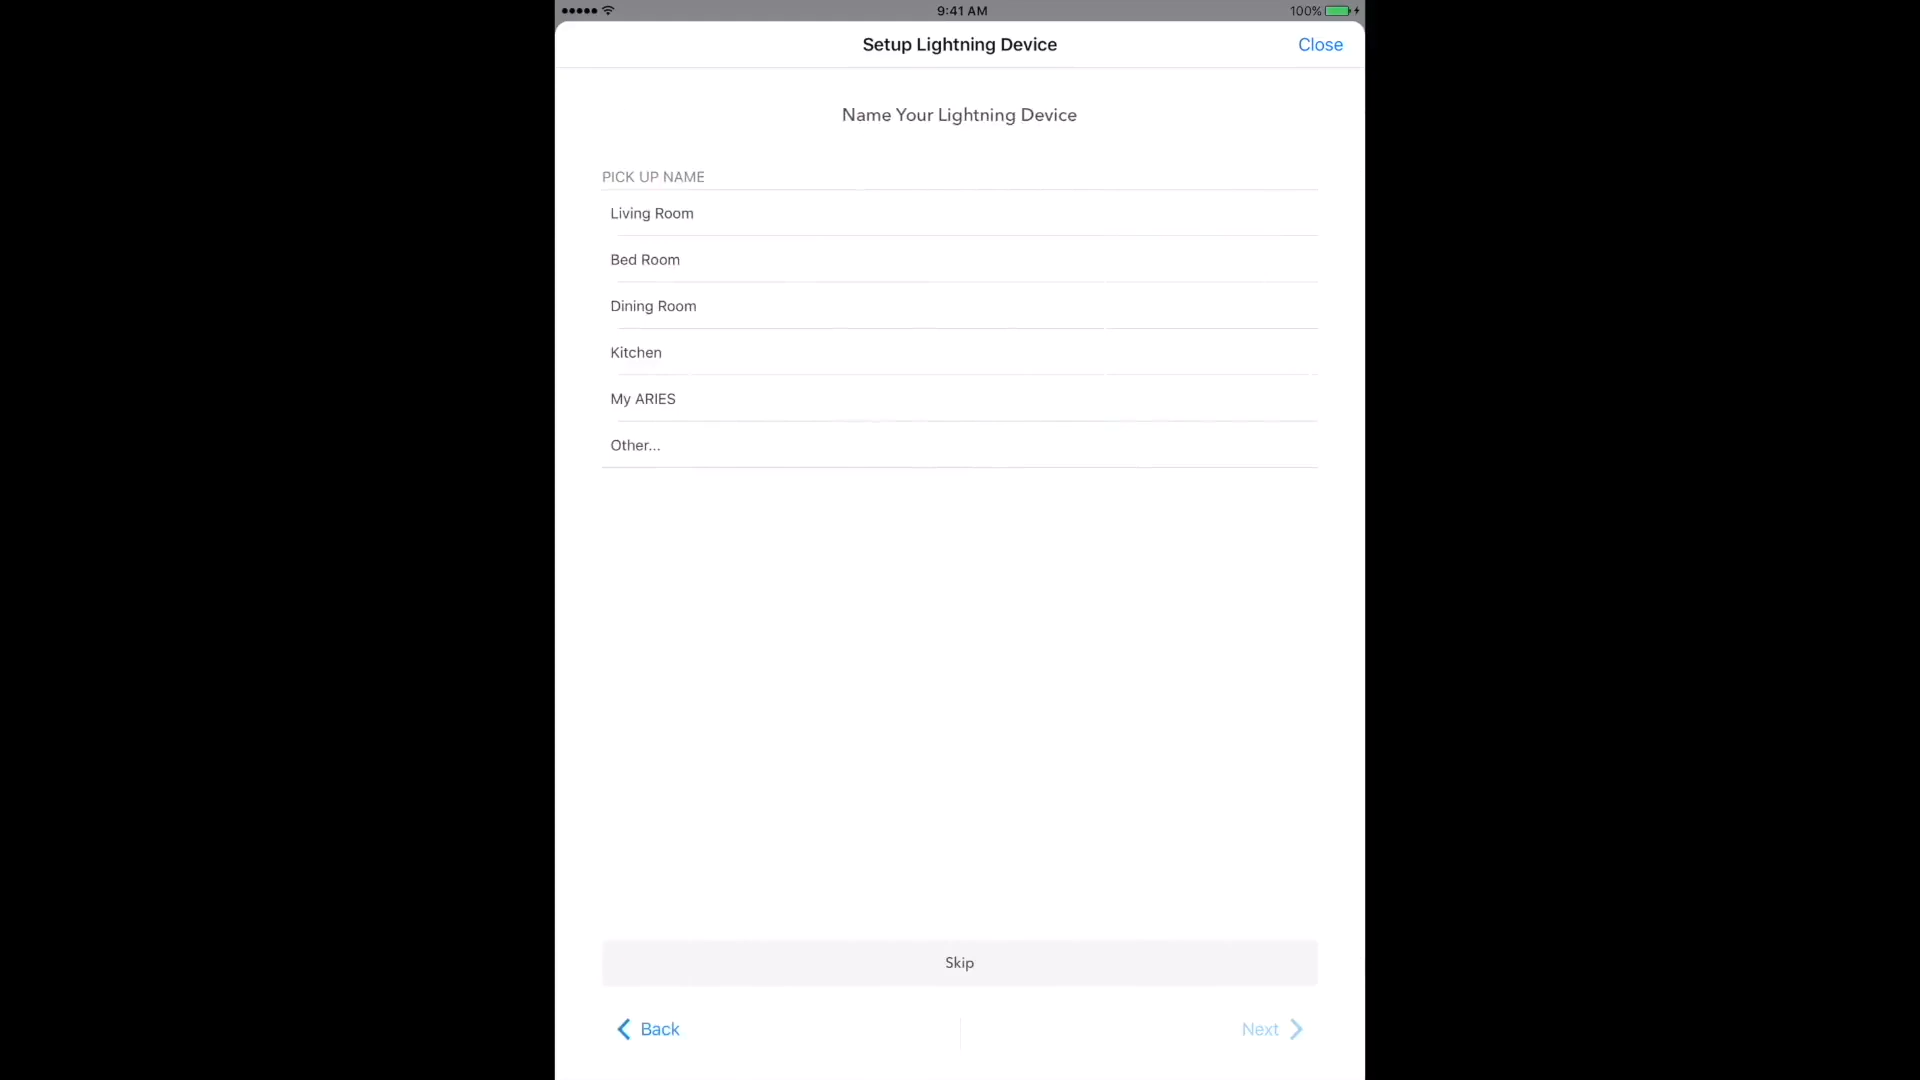 9:41 AM
100%
Setup Lightning Device
Close
Name Your Lightning Device
PICK UP NAME
Living Room
Bed Room
Dining Room
Kitchen
My ARIES
Other...
Skip
Back
Next